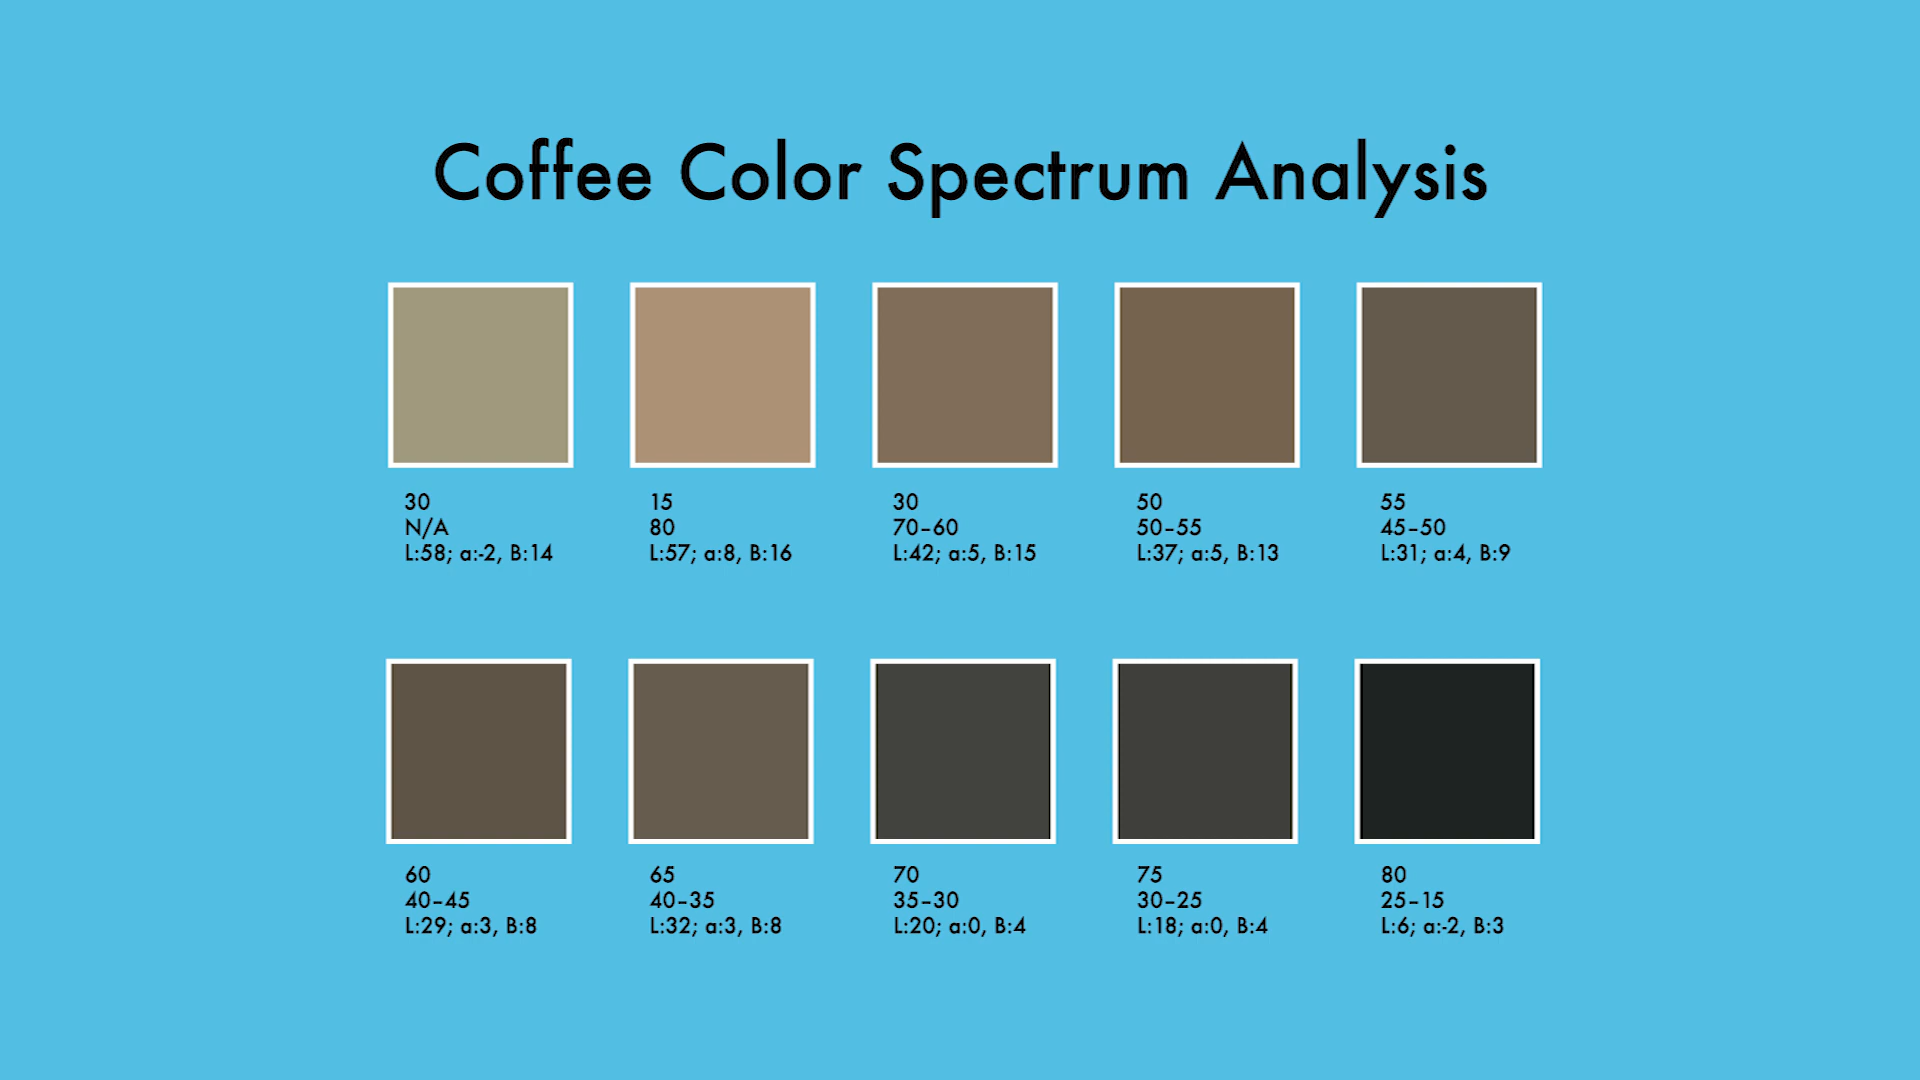 Coffee Color Spectrum Analysis
30
N/A
L:58; a:-2, B:14
15
80
L:57; a:8, B:16
30
70-60
L:42; a:5, B:15
50
50-55
L:37; a:5, B:13
55
45-50
L:31; a:4, B:9
60
40-45
L:29; a:3, B:8
65
40-35
L:32; a:3, B:8
70
35-30
L:20; a:0, B:4
75
30-25
L:18; a:0, B:4
80
25-15
L:6; a:-2, B:3